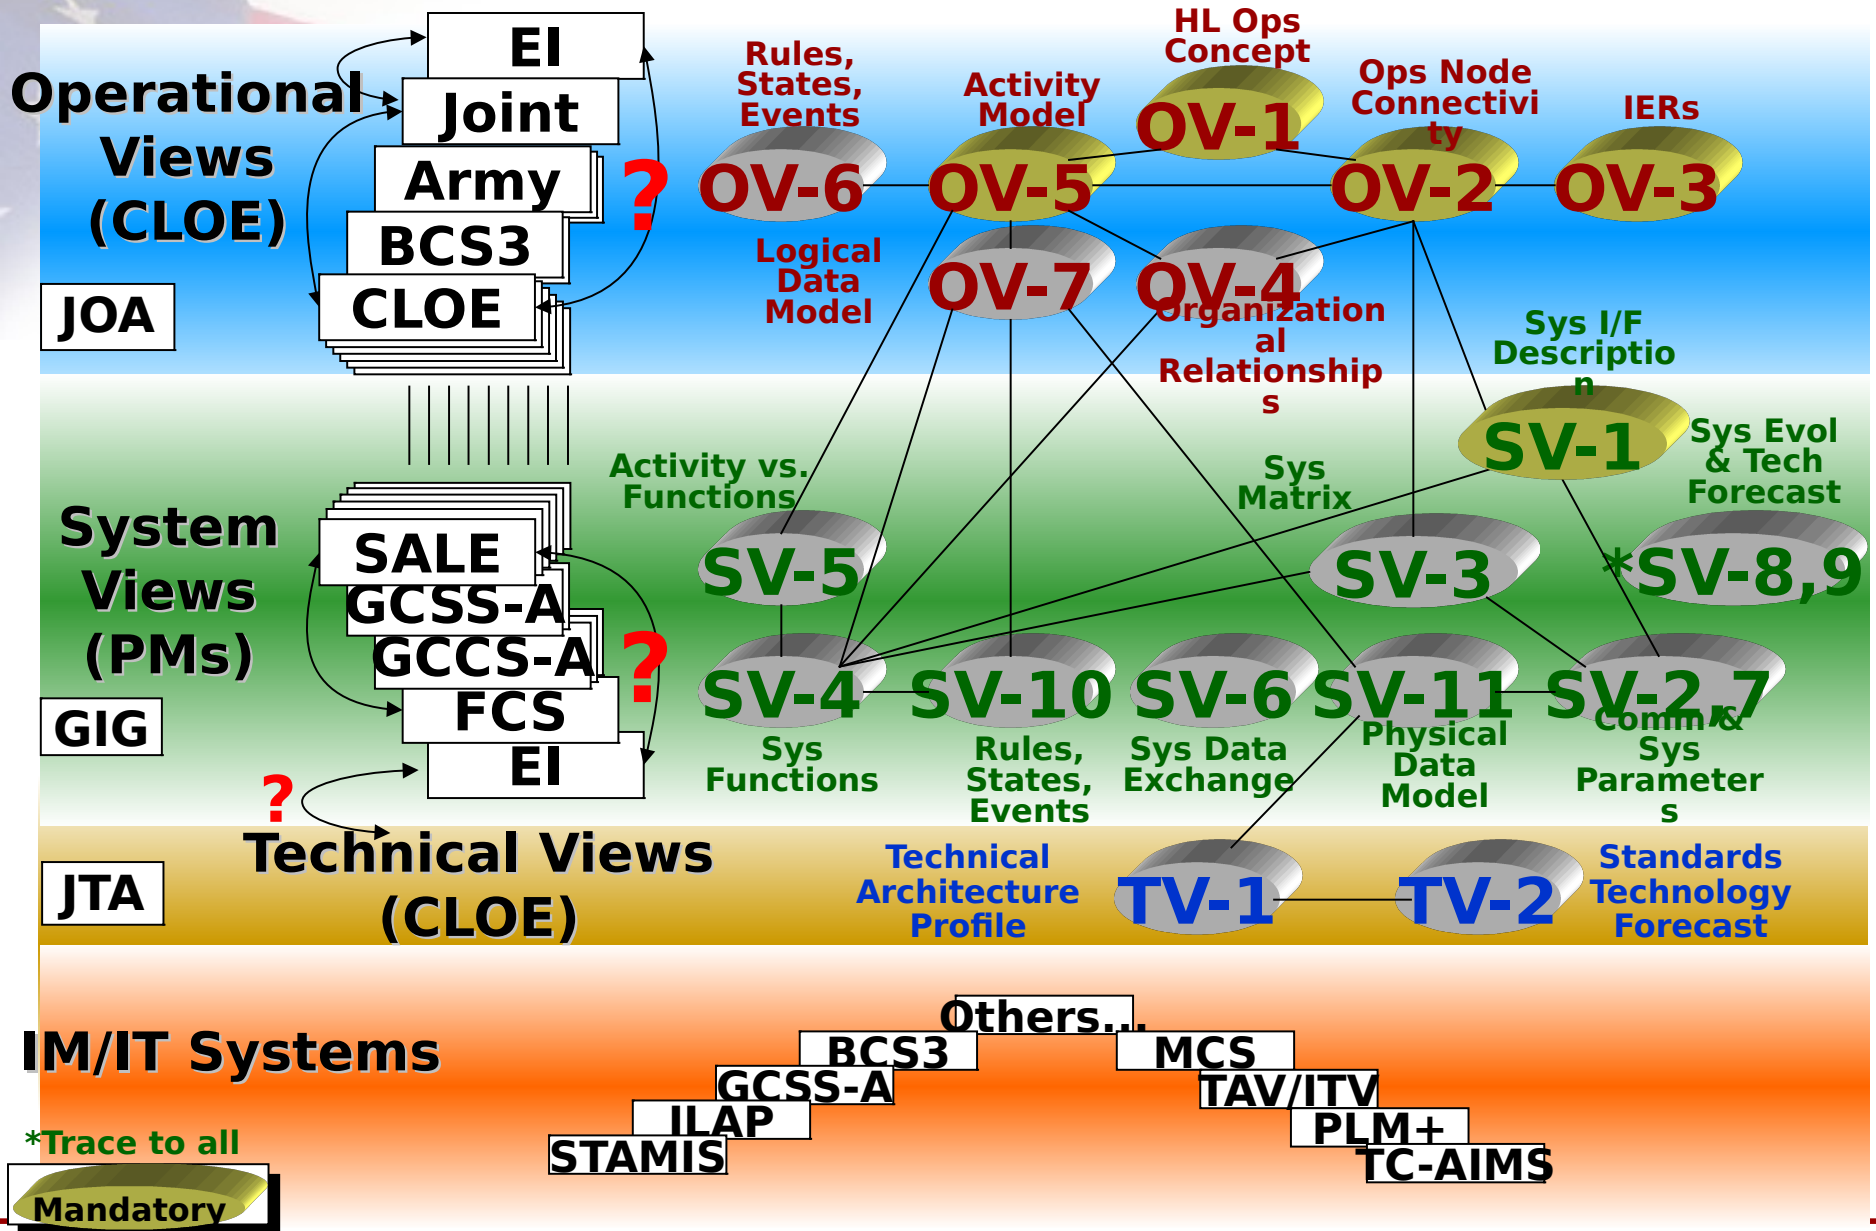 Operational
Views
(CLOE)
JOA
EI
Joint
Army
BCS3
CLOE
?
Rules,
States,
Events
OV-6
Activity
Model
OV-5
HL Ops
Concept
OV-1
Ops Node
Connectivi
ty
OV-2
IERs
OV-3
Logical
Data
Model
OV-7
OV-4
Organization
al
Relationship
s
Sys I/F
Descriptio
n
SV-1
System
Views
(PMs)
GIG
SALE
GCSS-A
GCCS-A
FCS
EI
?
?
Activity vs.
Functions
SV-5
Sys
Matrix
SV-3
Sys Evol
& Tech
Forecast
*SV-8,9
SV-4
SV-10
SV-6
SV-11
SV-2,7
Sys
Functions
Rules,
States,
Events
Sys Data
Exchange
Physical
Data
Model
Comm &
Sys
Parameter
s
JTA
Technical Views
(CLOE)
Technical
Architecture
Profile
TV-1
TV-2
Standards
Technology
Forecast
IM/IT Systems
Others...
BCS3
GCSS-A
ILAP
STAMIS
MCS
TAV/ITV
PLM+
TC-AIMS
*Trace to all
Mandatory